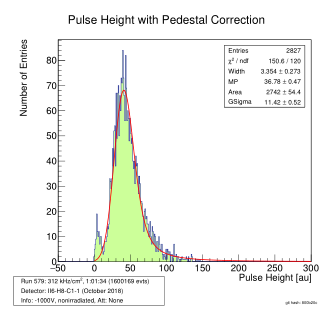 Pulse Height with Pedestal Correction
Number of Entries
Entries 2827
χ² / ndf 150.6 / 120
Width 3.354 ± 0.273
MP 36.78 ± 0.47
Area 2742 ± 54.4
GSigma 11.42 ± 0.52
80
70
60
50
40
30
20
10
0
−50 0 50 100 150 200 250 300
Pulse Height [au]
Run 579: 312 kHz/cm², 1:01:34 (1600169 evts)
Detector: II6-H8-C1-1 (October 2018)
Info: -1000V, nonirradiated, Att: None
git hash: